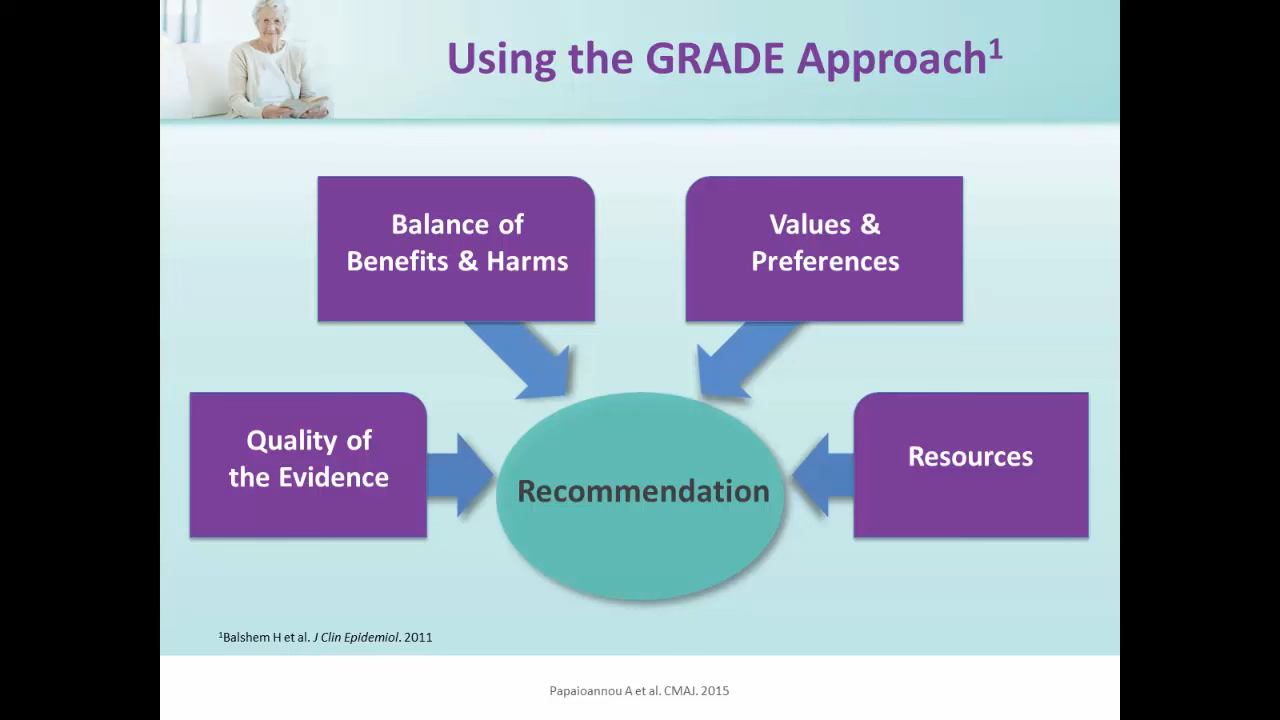 Using the GRADE Approach¹
Balance of
Benefits & Harms
Values &
Preferences
Quality of
the Evidence
Recommendation
Resources
¹Balshem H et al. J Clin Epidemiol. 2011
Papaioannou A et al. CMAJ. 2015